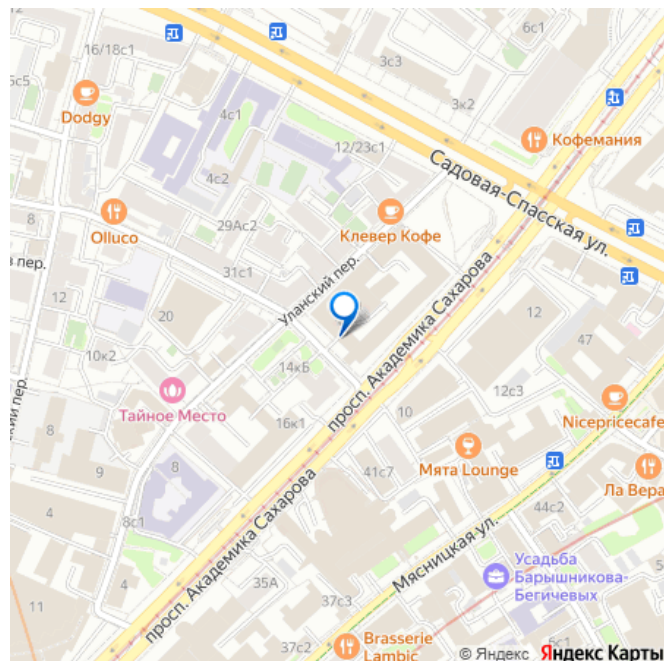 16/18с1
6с1
5с5
3с3
Dodgy
4с1
3к2
Кофемания
12/23с1
4с2
Садовая-Спасская ул.
8
Olluco
29Ас2
Клевер Кофе
в пер.
31с1
Уланский пер.
12
20
просп. Академика Сахарова
12
47
10к2
14кБ
Тайное Место
12с3
Nicepricecafe
ский пер.
16к1
10
8
Мята Lounge
9
41с7
Ла Вера
4
44с2
8с1
Мясницкая ул.
просп. Академика Сахарова
4
35А
Усадьба
Барышникова-
Бегичевых
11
37с3
37с2
Brasserie
Lambic
© Яндекс Яндекс Карты